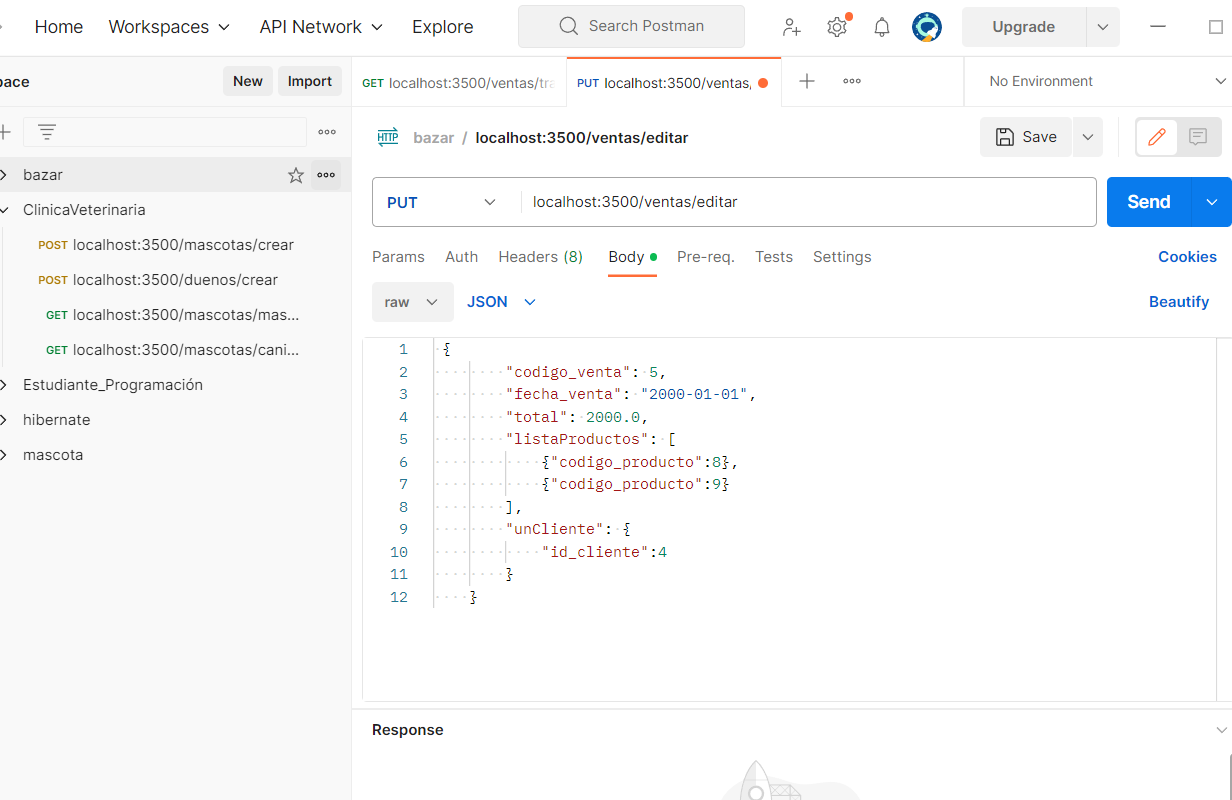 Home Workspaces API Network Explore Search Postman Upgrade
pace New Import GET localhost:3500/ventas/tra PUT localhost:3500/ventas, No Environment
HTTP bazar / localhost:3500/ventas/editar Save
bazar
PUT localhost:3500/ventas/editar Send
ClinicaVeterinaria
POST localhost:3500/mascotas/crear
POST localhost:3500/duenos/crear
GET localhost:3500/mascotas/mas...
GET localhost:3500/mascotas/cani...
Estudiante_Programación
hibernate
mascota
Params Auth Headers (8) Body Pre-req. Tests Settings Cookies
raw JSON Beautify
1 {
2 "codigo_venta": 5,
3 "fecha_venta": "2000-01-01",
4 "total": 2000.0,
5 "listaProductos": [
6 {"codigo_producto":8},
7 {"codigo_producto":9}
8 ],
9 "unCliente": {
10 "id_cliente":4
11 }
12 }
Response